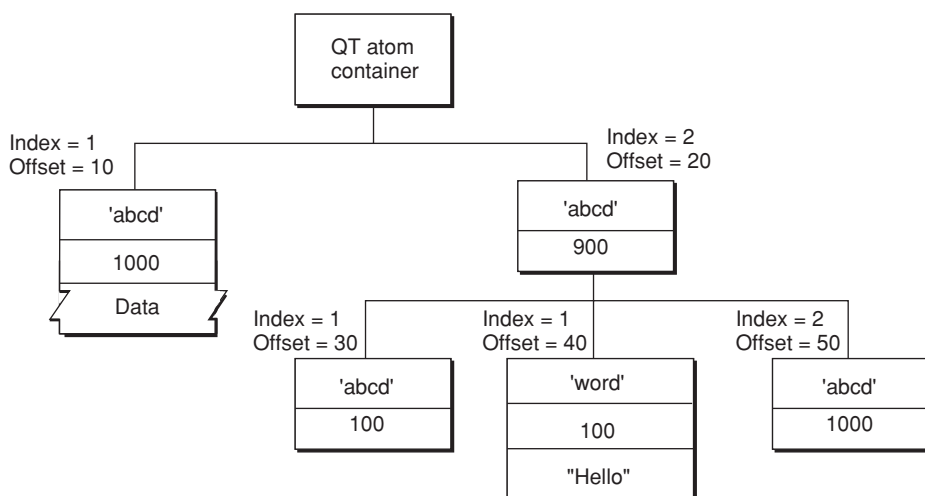 QT atom
container
Index = 1
Offset = 10
Index = 2
Offset = 20
'abcd'
1000
Data
'abcd'
900
Index = 1
Offset = 30
Index = 1
Offset = 40
Index = 2
Offset = 50
'abcd'
100
'word'
100
"Hello"
'abcd'
1000